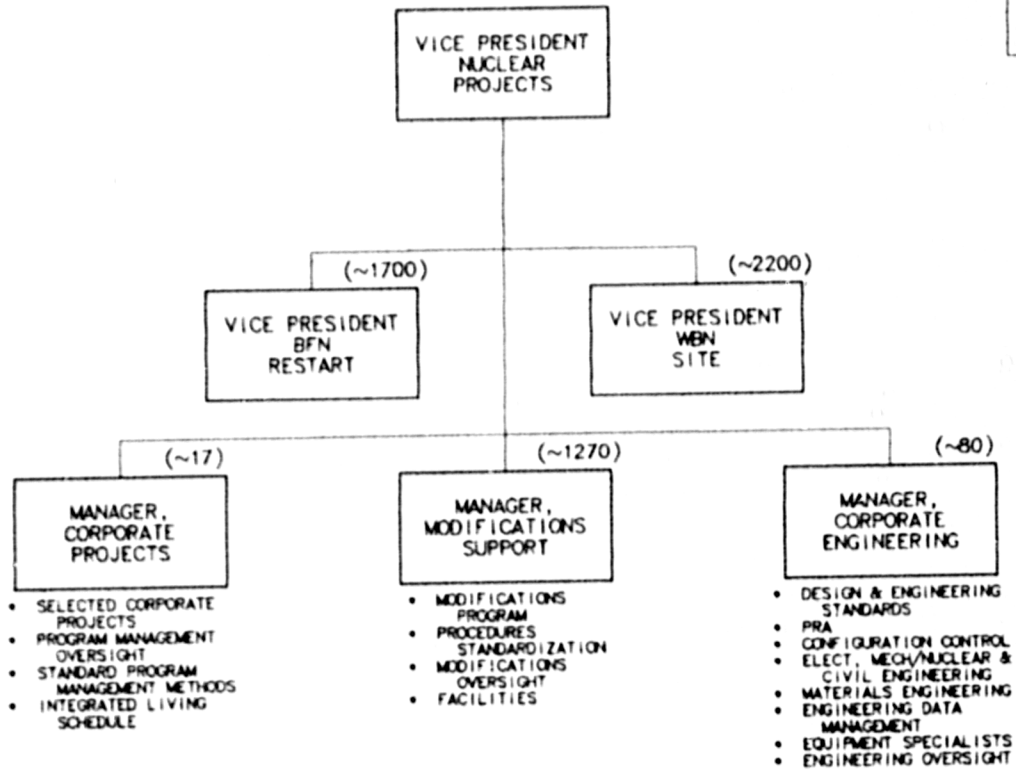 VICE PRESIDENT
NUCLEAR
PROJECTS
(~1700)
VICE PRESIDENT
BFN
RESTART
(~2200)
VICE PRESIDENT
WBN
SITE
(~17)
MANAGER,
CORPORATE
PROJECTS
• SELECTED CORPORATE
PROJECTS
• PROGRAM MANAGEMENT
OVERSIGHT
• STANDARD PROGRAM
MANAGEMENT METHODS
• INTEGRATED LIVING
SCHEDULE
(~1270)
MANAGER,
MODIFICATIONS
SUPPORT
• MODIFICATIONS
PROGRAM
• PROCEDURES
STANDARDIZATION
• MODIFICATIONS
OVERSIGHT
• FACILITIES
(~80)
MANAGER,
CORPORATE
ENGINEERING
• DESIGN & ENGINEERING
STANDARDS
• PRA
• CONFIGURATION CONTROL
• ELECT, MECH/NUCLEAR &
CIVIL ENGINEERING
• MATERIALS ENGINEERING
• ENGINEERING DATA
MANAGEMENT
• EQUIPMENT SPECIALISTS
• ENGINEERING OVERSIGHT